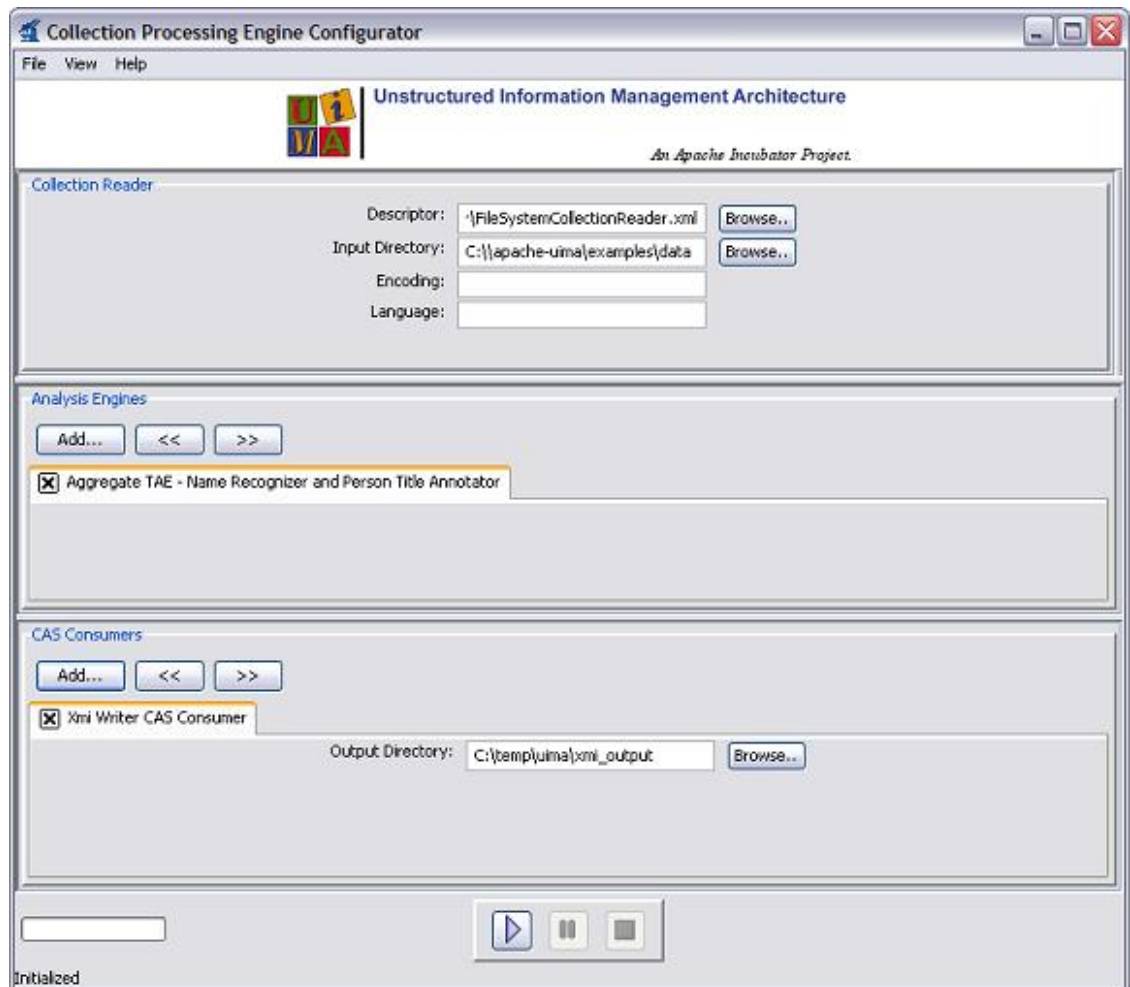 Collection Processing Engine Configurator
File View Help
UiMA
Unstructured Information Management Architecture
An Apache Incubator Project.
Collection Reader
Descriptor: \FileSystemCollectionReader.xml Browse..
Input Directory: C:\\apache-uima\examples\data Browse..
Encoding:
Language:
Analysis Engines
Add... << >>
Aggregate TAE - Name Recognizer and Person Title Annotator
CAS Consumers
Add... << >>
Xmi Writer CAS Consumer
Output Directory: C:\temp\uima\xmi_output Browse..
Initialized